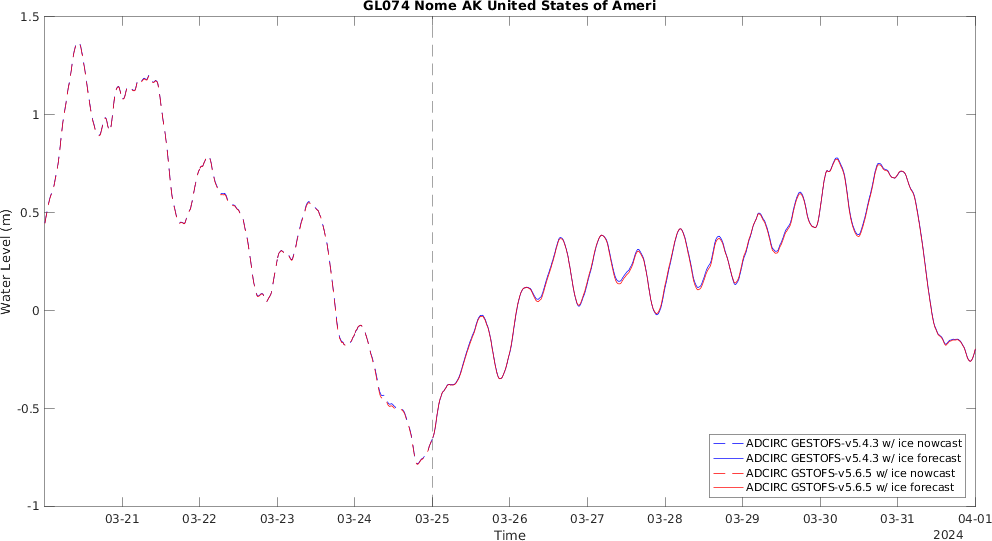 GL074 Nome AK United States of Ameri
1.5
1
0.5
0
-0.5
-1
Water Level (m)
03-21
03-22
03-23
03-24
03-25
03-26
03-27
03-28
03-29
03-30
03-31
04-01
2024
Time
ADCIRC GESTOFS-v5.4.3 w/ ice nowcast
ADCIRC GESTOFS-v5.4.3 w/ ice forecast
ADCIRC GSTOFS-v5.6.5 w/ ice nowcast
ADCIRC GSTOFS-v5.6.5 w/ ice forecast